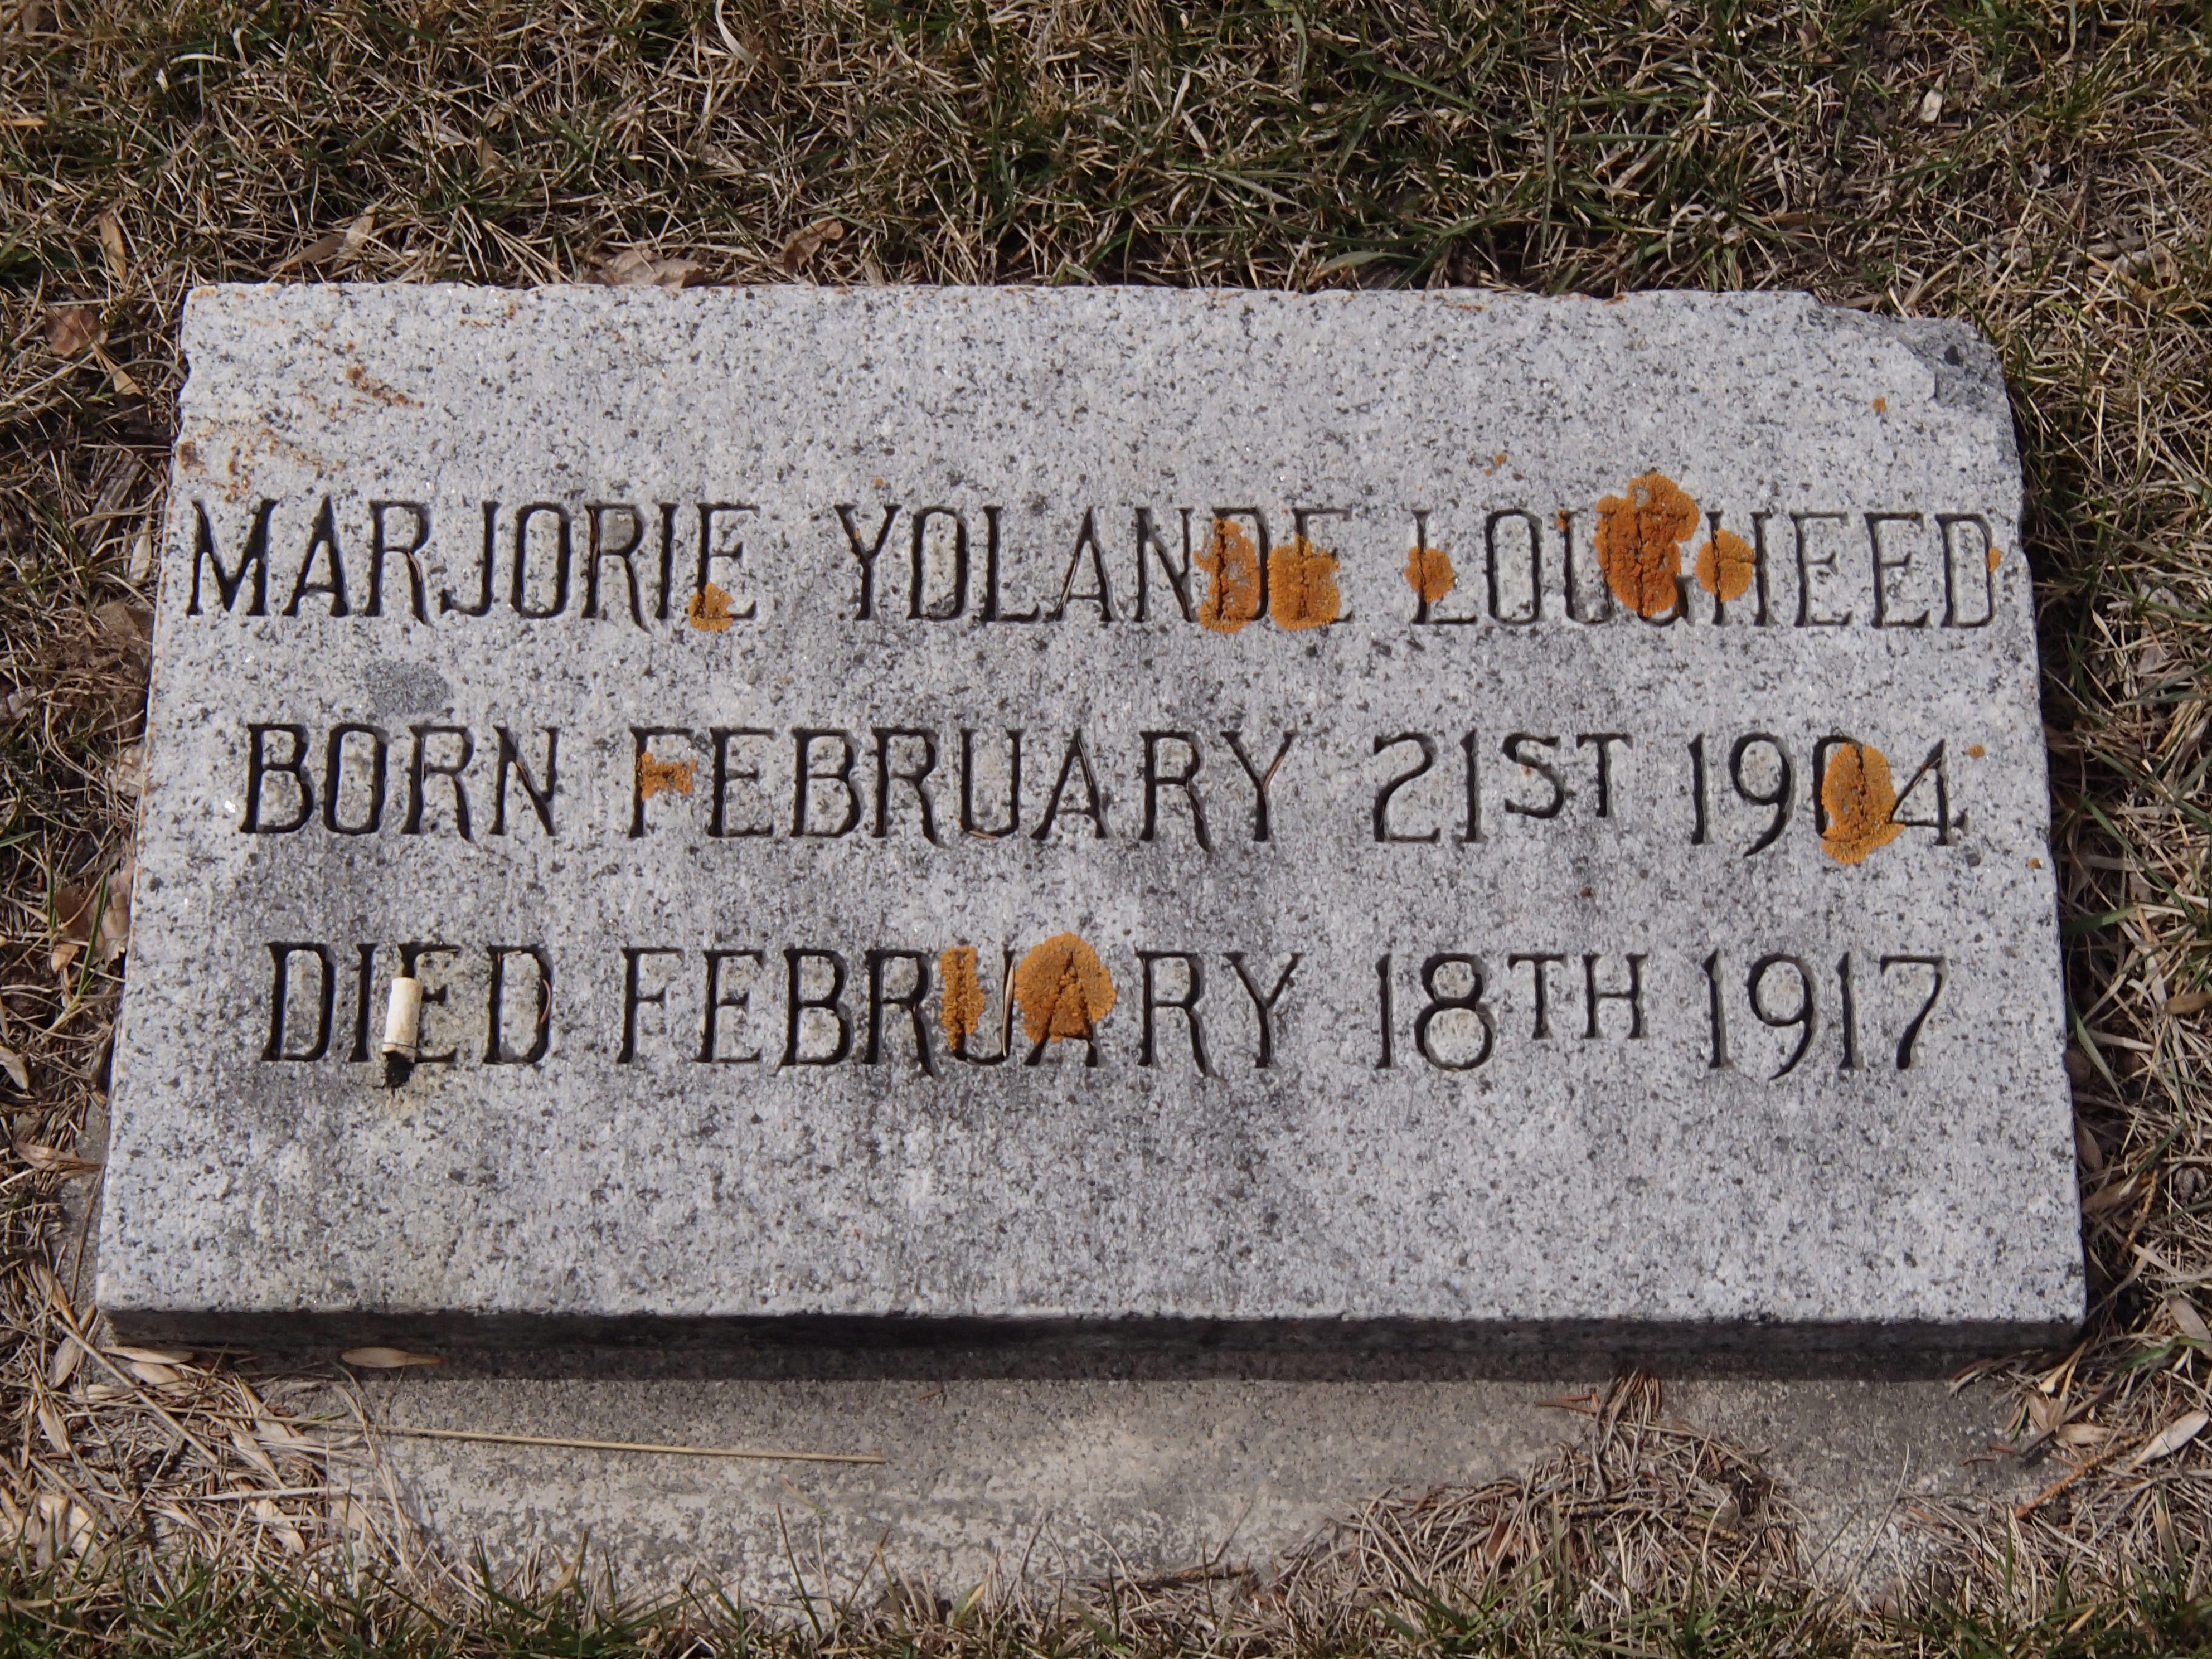 MARJORIE YOLANDE LOUGHEED
BORN FEBRUARY 21ST 1904
DIED FEBRUARY 18TH 1917